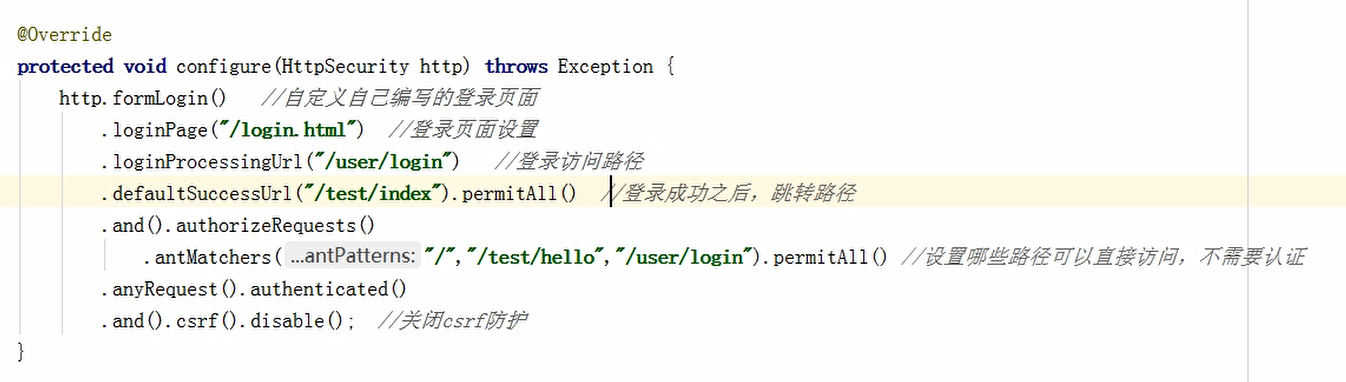 @Override
protected void configure(HttpSecurity http) throws Exception {
http.formLogin()   //自定义自己编写的登录页面
.loginPage("/login.html")  //登录页面设置
.loginProcessingUrl("/user/login")   //登录访问路径
.defaultSuccessUrl("/test/index").permitAll()  //登录成功之后，跳转路径
.and().authorizeRequests()
.antMatchers( ...antPatterns: "/","/test/hello","/user/login").permitAll() //设置哪些路径可以直接访问，不需要认证
.anyRequest().authenticated()
.and().csrf().disable();  //关闭csrf防护
}